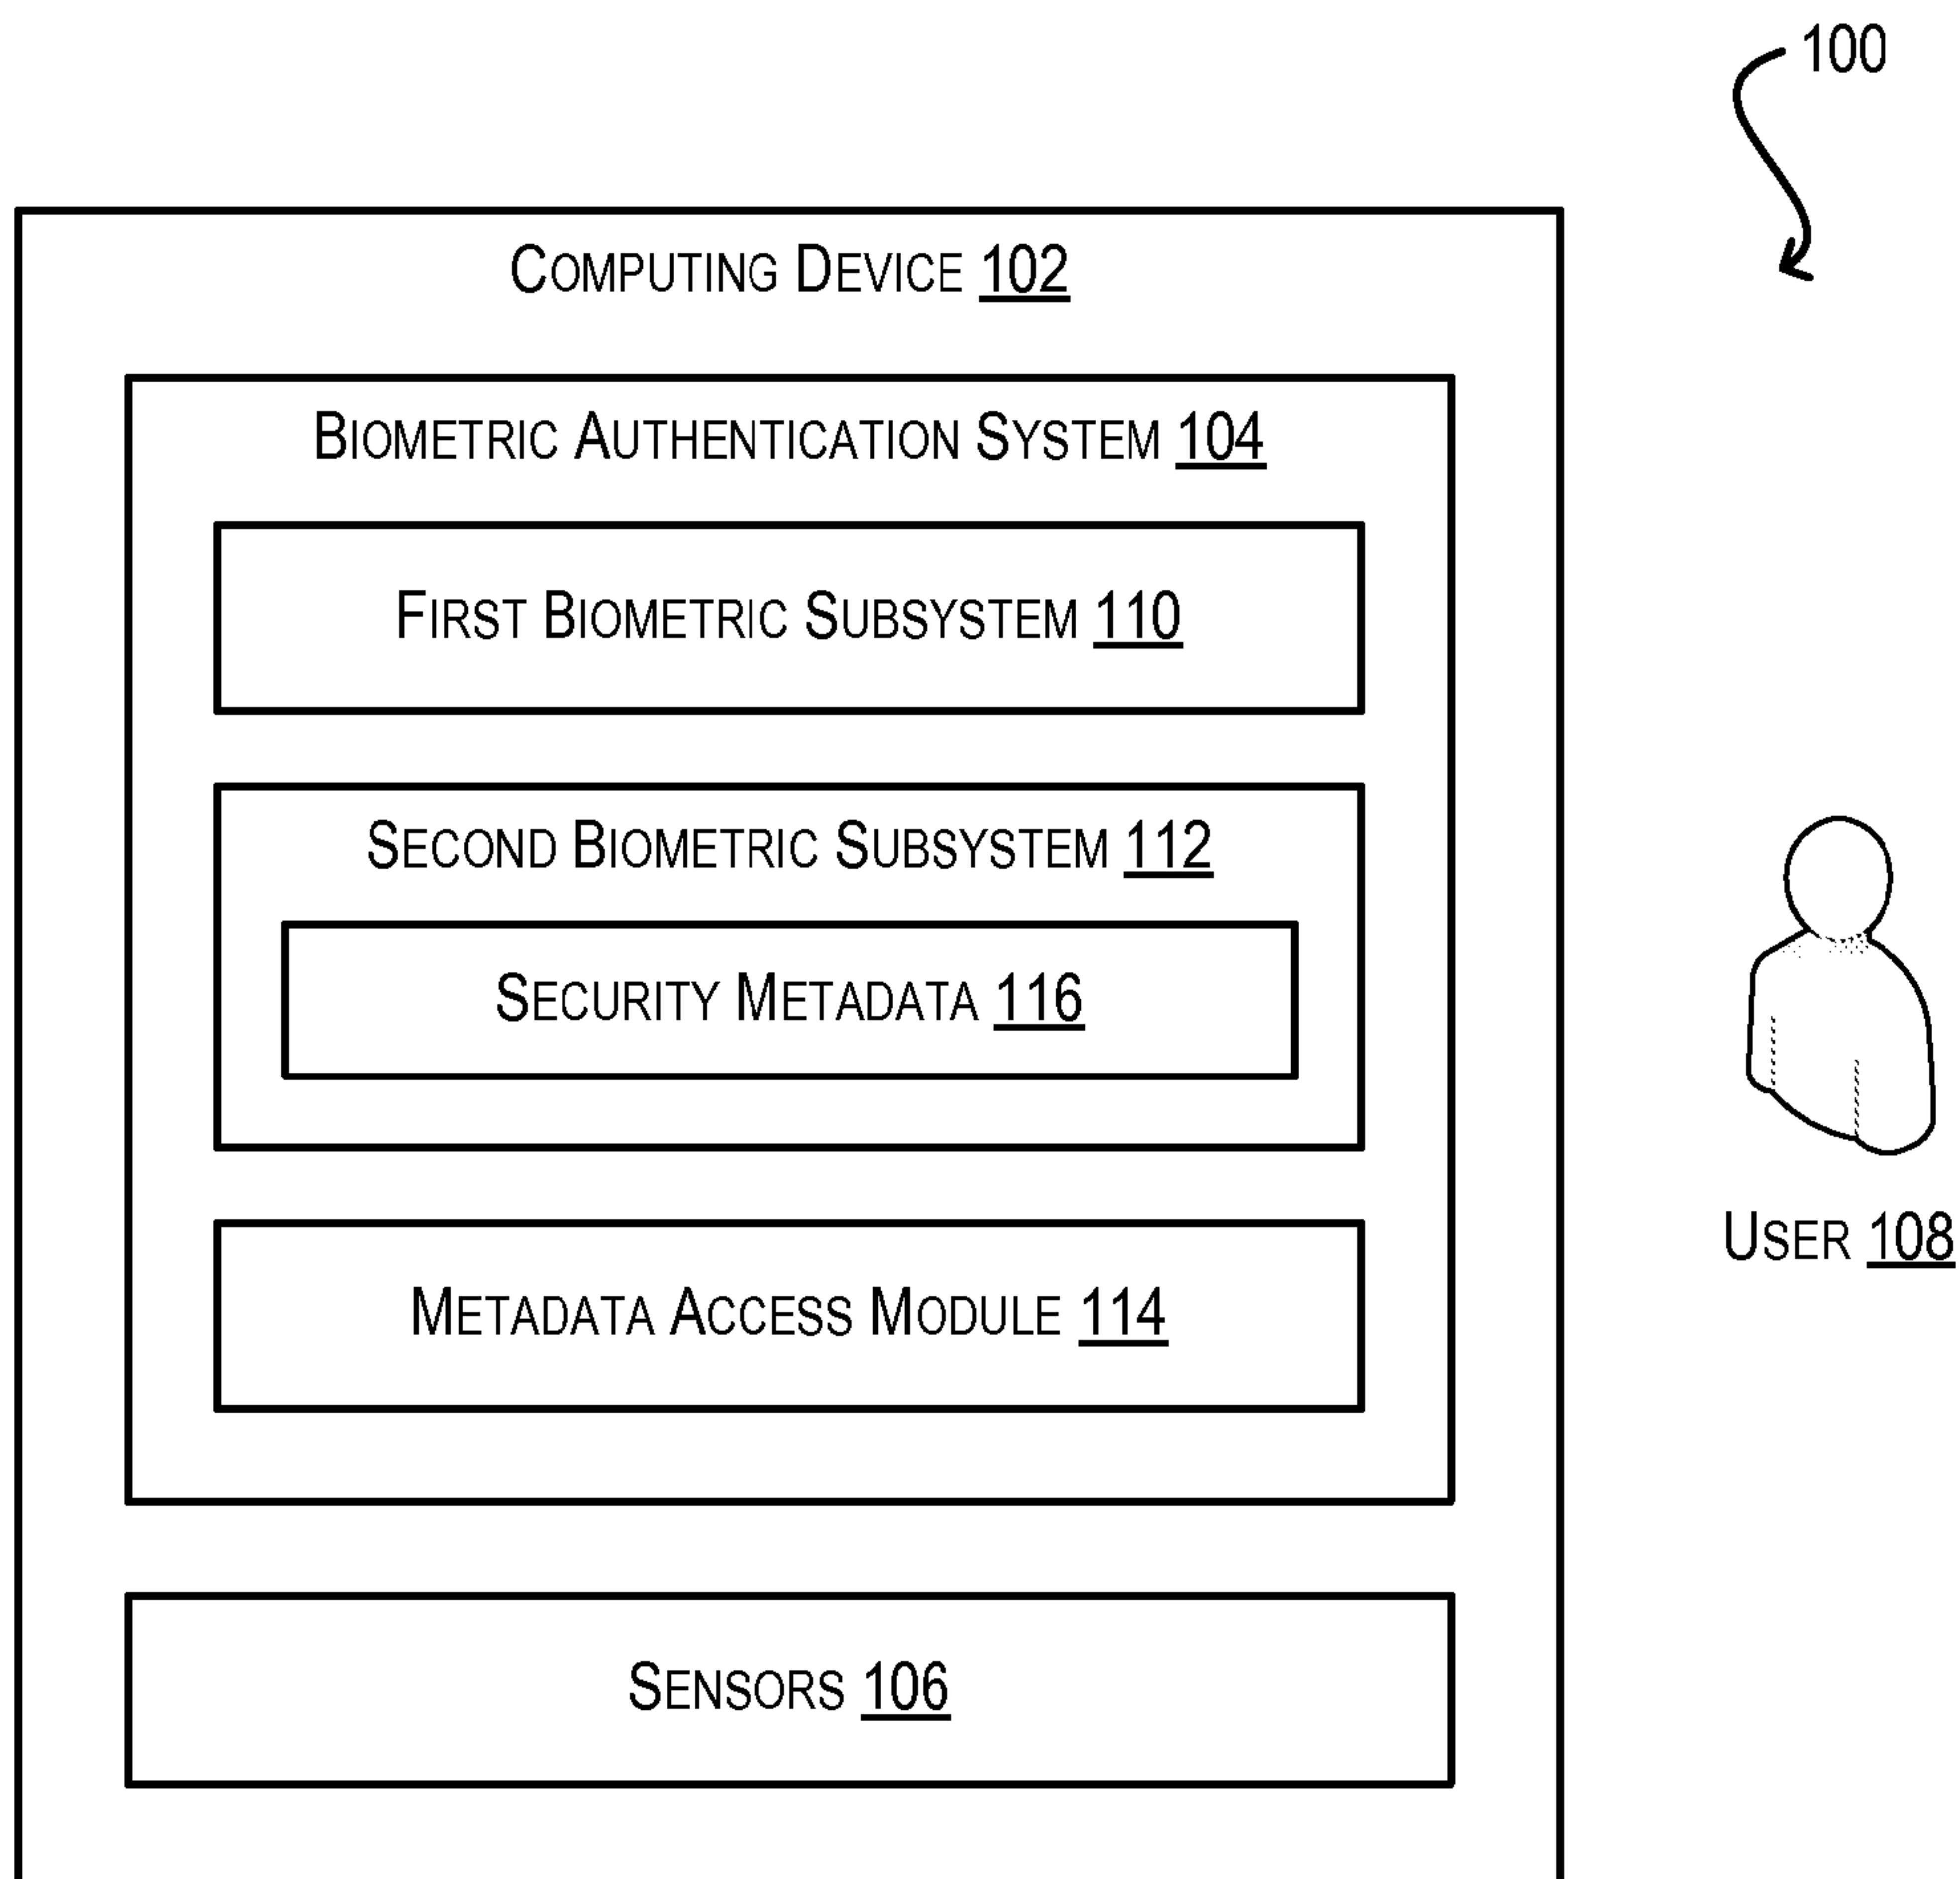 100
COMPUTING DEVICE 102
BIOMETRIC AUTHENTICATION SYSTEM 104
FIRST BIOMETRIC SUBSYSTEM 110
SECOND BIOMETRIC SUBSYSTEM 112
SECURITY METADATA 116
METADATA ACCESS MODULE 114
USER 108
SENSORS 106